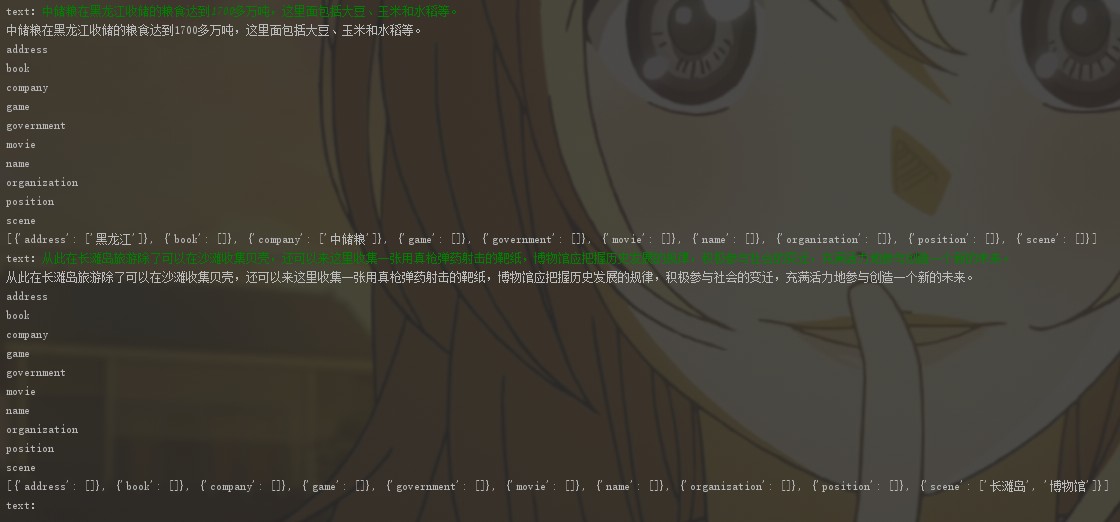 text: 中储粮在黑龙江收储的粮食达到1700多万吨，这里面包括大豆、玉米和水稻等。
中储粮在黑龙江收储的粮食达到1700多万吨，这里面包括大豆、玉米和水稻等。
address
book
company
game
government
movie
name
organization
position
scene
[{'address': ['黑龙江']}, {'book': []}, {'company': ['中储粮']}, {'game': []}, {'government': []}, {'movie': []}, {'name': []}, {'organization': []}, {'position': []}, {'scene': []}]
text: 从此在长滩岛旅游除了可以在沙滩收集贝壳，还可以来这里收集一张用真枪弹药射击的靶纸，博物馆应把握历史发展的规律，积极参与社会的变迁，充满活力地参与创造一个新的未来。
从此在长滩岛旅游除了可以在沙滩收集贝壳，还可以来这里收集一张用真枪弹药射击的靶纸，博物馆应把握历史发展的规律，积极参与社会的变迁，充满活力地参与创造一个新的未来。
address
book
company
game
government
movie
name
organization
position
scene
[{'address': []}, {'book': []}, {'company': []}, {'game': []}, {'government': []}, {'movie': []}, {'name': []}, {'organization': []}, {'position': []}, {'scene': ['长滩岛', '博物馆']}]
text: